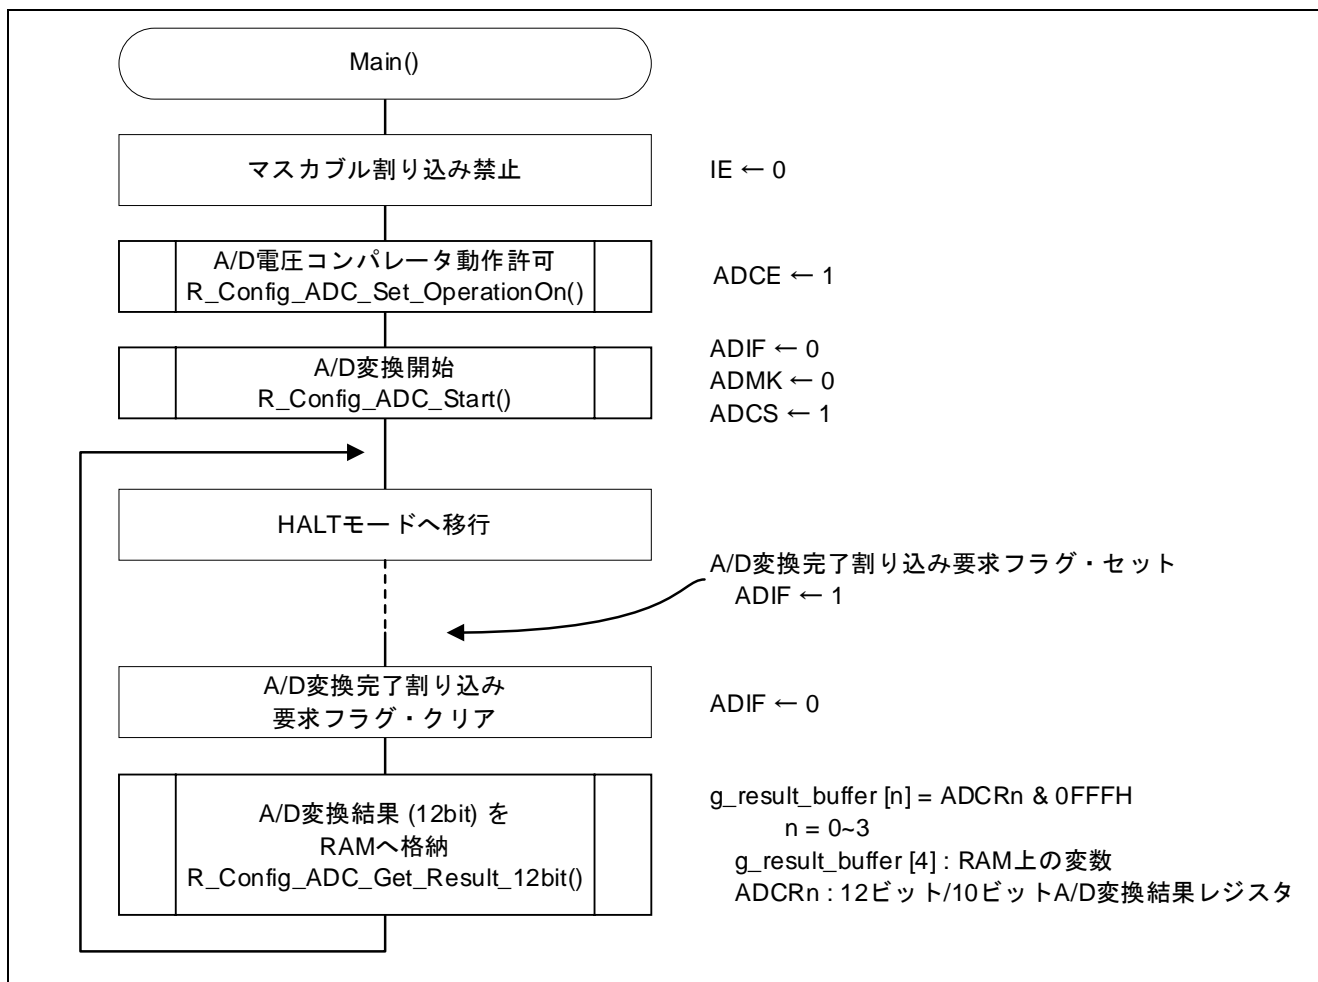 Main()
マスカブル割り込み禁止
IE ← 0
A/D電圧コンパレータ動作許可
R_Config_ADC_Set_OperationOn()
ADCE ← 1
A/D変換開始
R_Config_ADC_Start()
ADIF ← 0
ADMK ← 0
ADCS ← 1
HALTモードへ移行
A/D変換完了割り込み要求フラグ・セット
ADIF ← 1
A/D変換完了割り込み
要求フラグ・クリア
ADIF ← 0
A/D変換結果 (12bit) を
RAMへ格納
R_Config_ADC_Get_Result_12bit()
g_result_buffer [n] = ADCRn & 0FFFH
n = 0~3
g_result_buffer [4] : RAM上の変数
ADCRn : 12ビット/10ビットA/D変換結果レジスタ